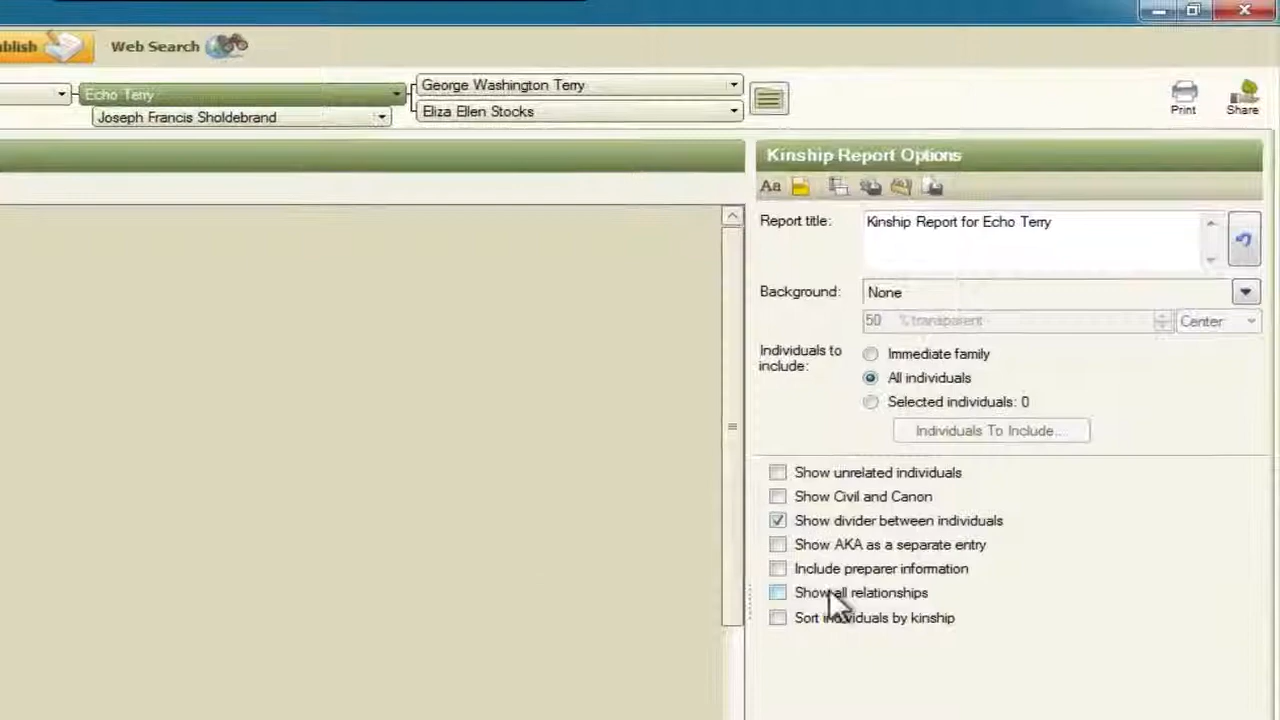 blish Web Search
Echo Terry
George Washington Terry
Joseph Francis Sholdebrand
Eliza Ellen Stocks
Print
Share
Kinship Report Options
Aa
Report title: Kinship Report for Echo Terry
Background: None
50 % transparent Center
Individuals to include:
Immediate family
All individuals
Selected individuals: 0
Individuals To Include...
Show unrelated individuals
Show Civil and Canon
Show divider between individuals
Show AKA as a separate entry
Include preparer information
Show all relationships
Sort individuals by kinship